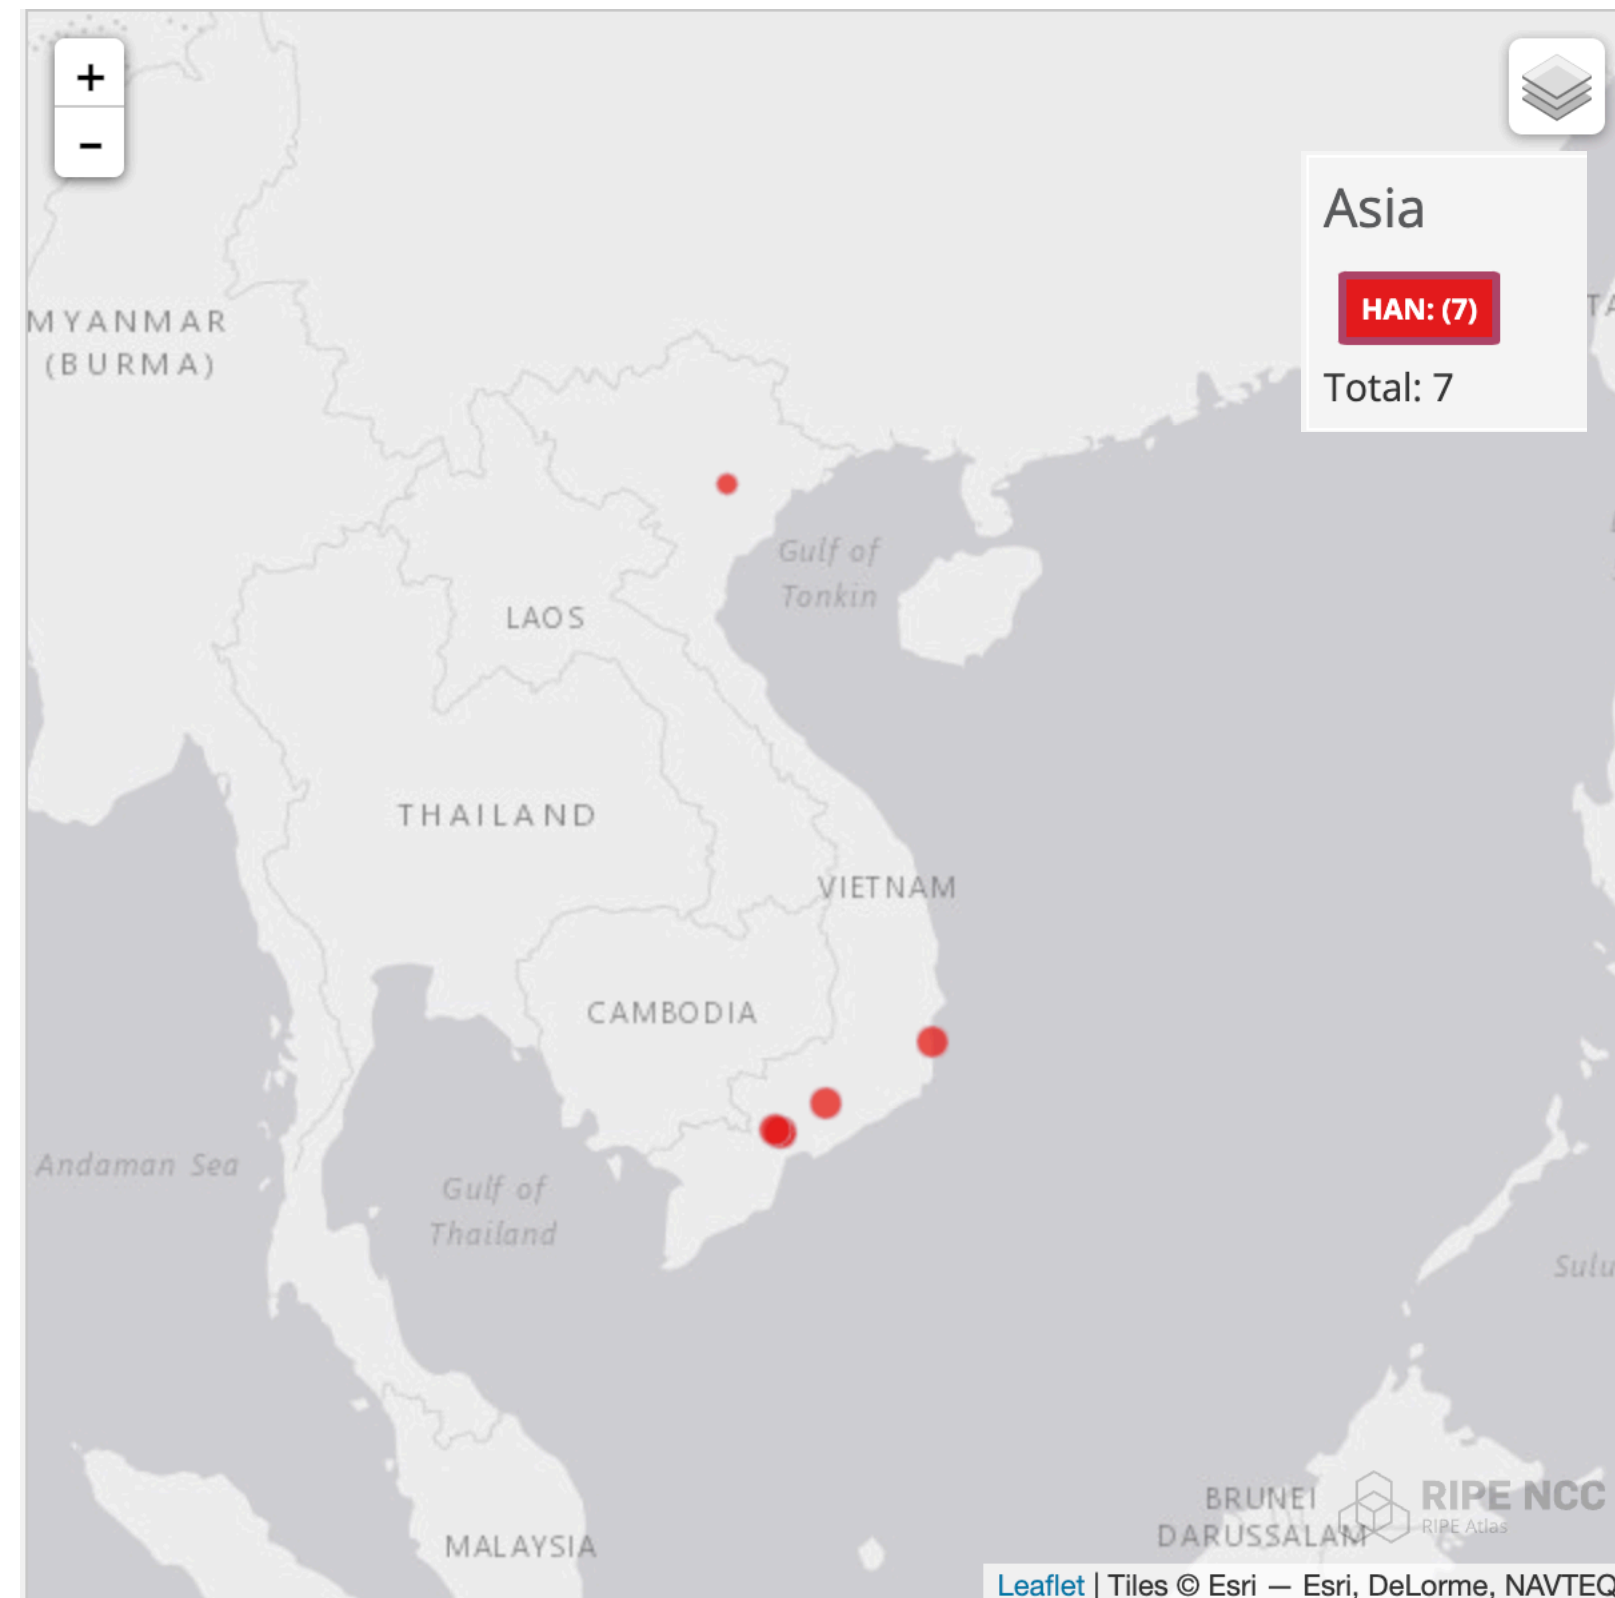 +
−
Asia
HAN: (7)
Total: 7
MYANMAR
(BURMA)
Gulf of
Tonkin
LAOS
THAILAND
VIETNAM
CAMBODIA
Andaman Sea
Gulf of
Thailand
Sulu
BRUNEI
DARUSSALAM
RIPE NCC
RIPE Atlas
MALAYSIA
Leaflet | Tiles © Esri — Esri, DeLorme, NAVTEQ